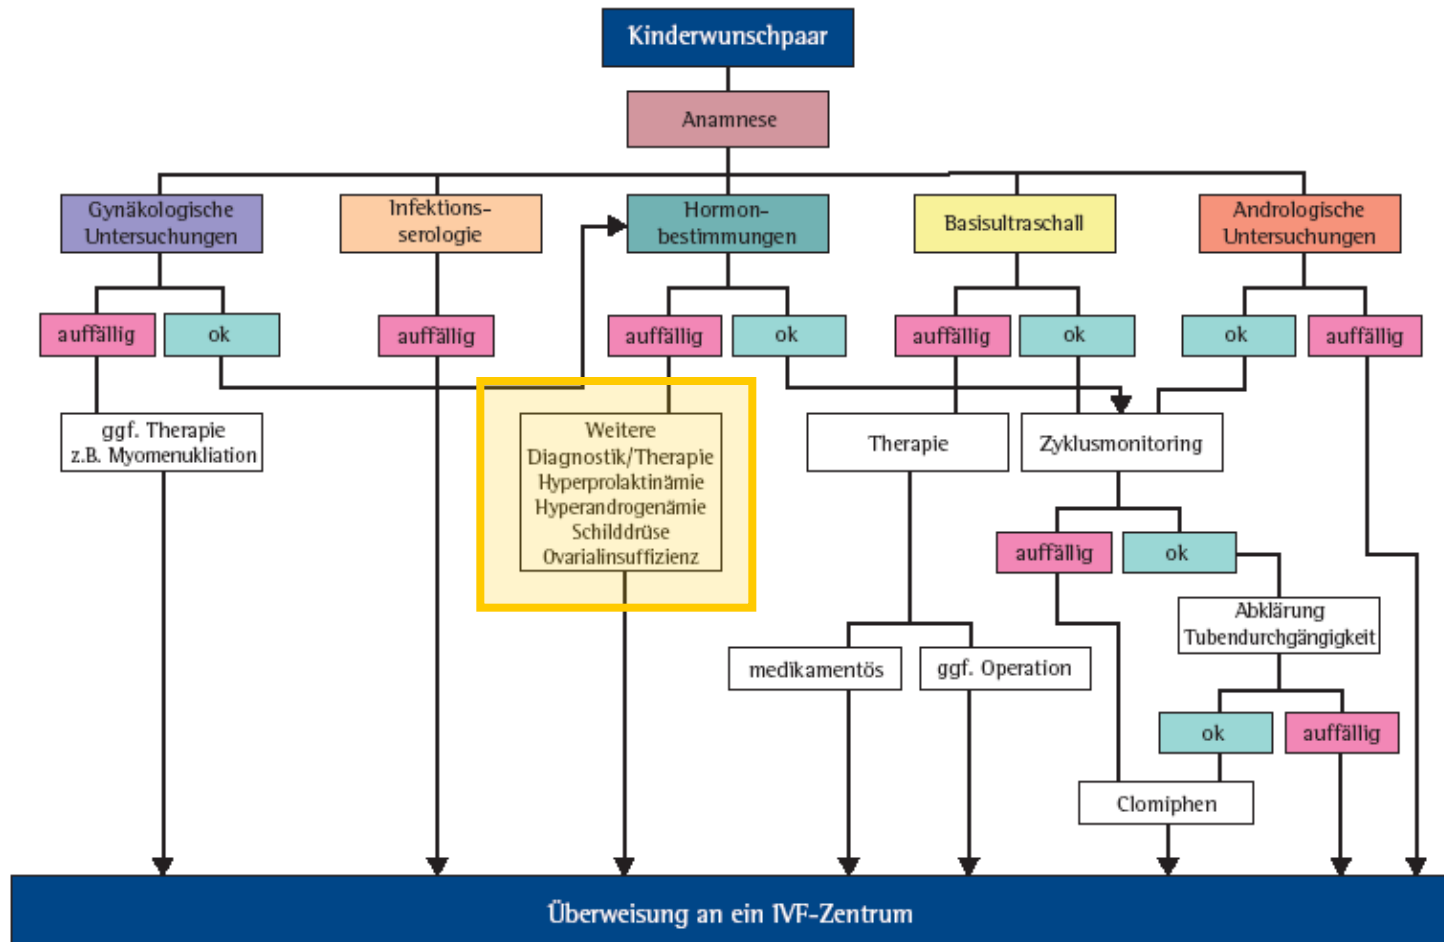 Kinderwunschpaar
Anamnese
Gynäkologische
Untersuchungen
Infektions-
serologie
Hormon-
bestimmungen
Basisultraschall
Andrologische
Untersuchungen
auffällig
ok
auffällig
auffällig
ok
auffällig
ok
ok
auffällig
ggf. Therapie
z.B. Myomenukliation
Weitere
Diagnostik/Therapie
Hyperprolaktinämie
Hyperandrogenämie
Schilddrüse
Ovarialinsuffizienz
Therapie
Zyklusmonitoring
auffällig
ok
Abklärung
Tubendurchgängigkeit
medikamentös
ggf. Operation
ok
auffällig
Clomiphen
Überweisung an ein IVF-Zentrum